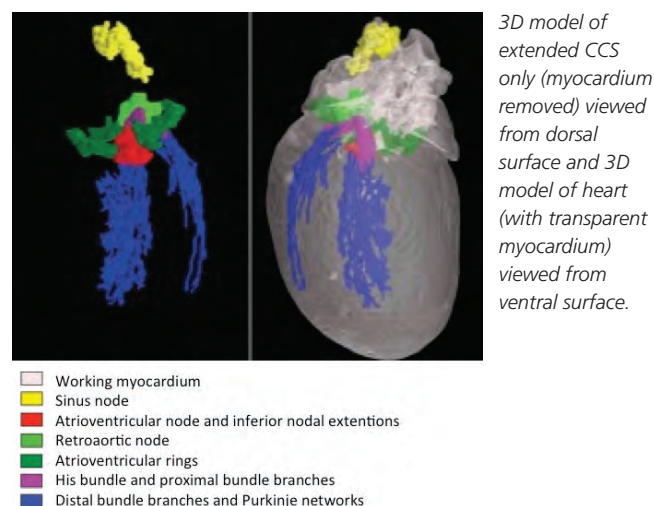 3D model of
extended CCS
only (myocardium
removed) viewed
from dorsal
surface and 3D
model of heart
(with transparent
myocardium)
viewed from
ventral surface.
Working myocardium
Sinus node
Atrioventricular node and inferior nodal extentions
Retroaortic node
Atrioventricular rings
His bundle and proximal bundle branches
Distal bundle branches and Purkinje networks